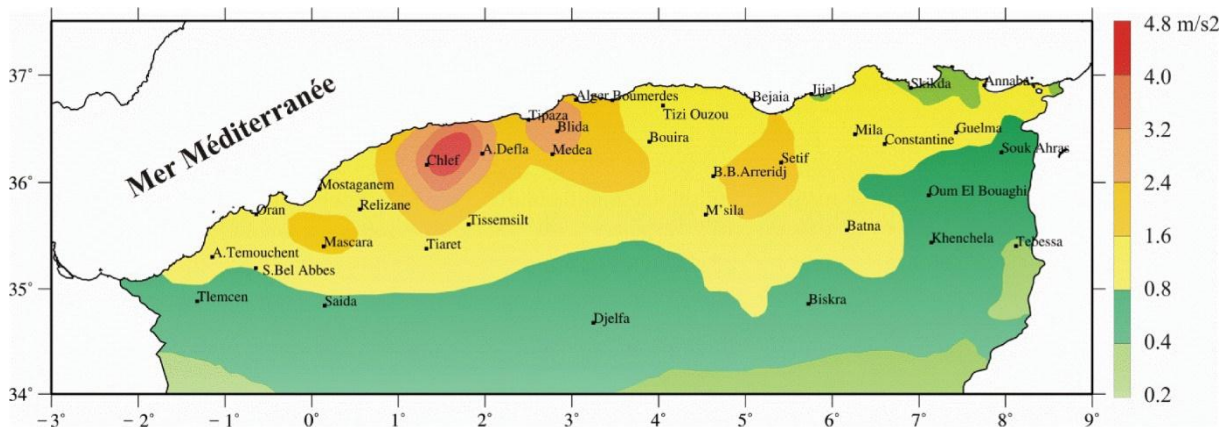 4.8 m/s2
37°
Mer Méditerranée
Annaba
Skikda
Jijel
4.0
Alger Boumerdes
Bejaia
Tizi Ouzou
Tipaza
Blida
Bouira
Mila
Guelma
Constantine
3.2
Chlef
A.Defla
Medea
Setif
Souk Ahras
36°
B.B.Arreridj
2.4
Mostaganem
Oum El Bouaghi
Oran
Relizane
M'sila
Tissemsilt
Batna
1.6
Mascara
Tiaret
Khenchela
Tebessa
A.Temouchent
S.Bel Abbes
35°
0.8
Tlemcen
Saida
Biskra
Djelfa
0.4
34°
0.2
−3° −2° −1° 0° 1° 2° 3° 4° 5° 6° 7° 8° 9°